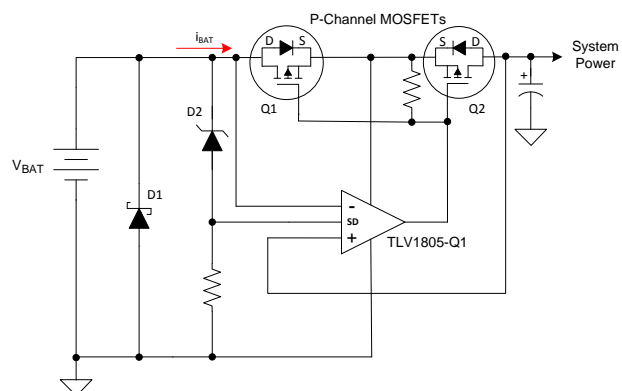 P-Channel MOSFETs
iBAT
D S
S D
System
Power
+
Q1
Q2
D2
VBAT
D1
-
SD
+
TLV1805-Q1